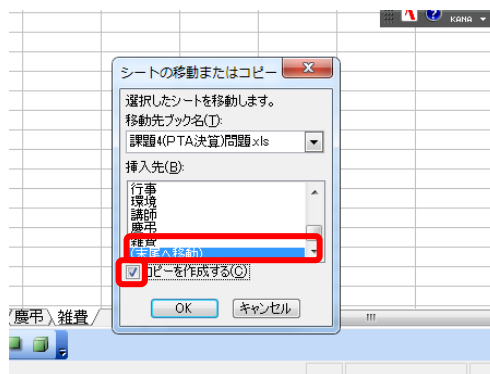 A ? KANA
シートの移動またはコピー
選択したシートを移動します。
移動先ブック名(T):
課題4(PTA決算)問題.xls
挿入先(B):
行事
環境
講師
慶弔
雑費
(末尾へ移動)
コピーを作成する(C)
OK キャンセル
慶弔 雑費